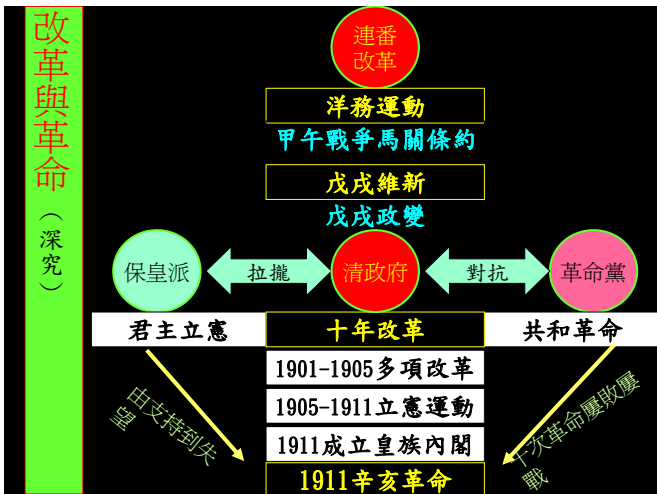 改革與革命
（深究）
連番
改革
洋務運動
甲午戰爭馬關條約
戊戌維新
戊戌政變
保皇派
拉攏
清政府
對抗
革命黨
君主立憲
十年改革
共和革命
1901-1905多項改革
1905-1911立憲運動
1911成立皇族內閣
1911辛亥革命
由支持到失
望
十次革命屢敗屢
戰